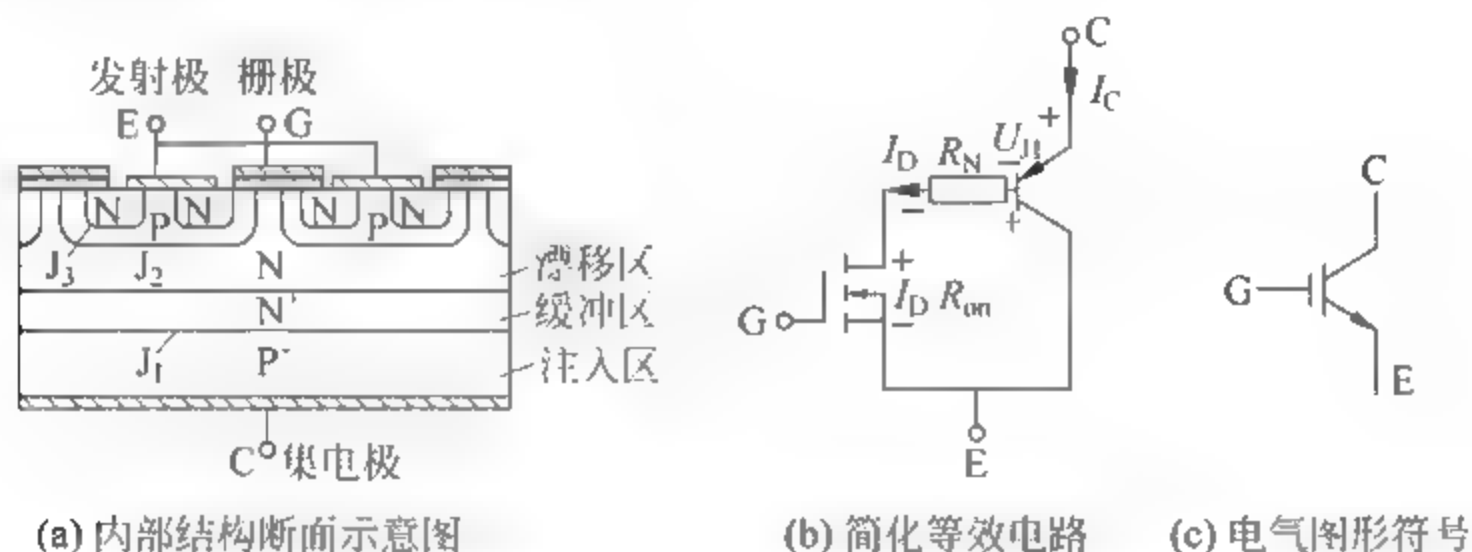 发射极 栅极
E G
N P N N P N
J3 J2 N 漂移区
N+ 缓冲区
J1 P+ 注入区
C 集电极
(a) 内部结构断面示意图
C
IC
+
UJ1
−
ID RN
− +
+
G ID Ron
−
E
(b) 简化等效电路
C
G
E
(c) 电气图形符号